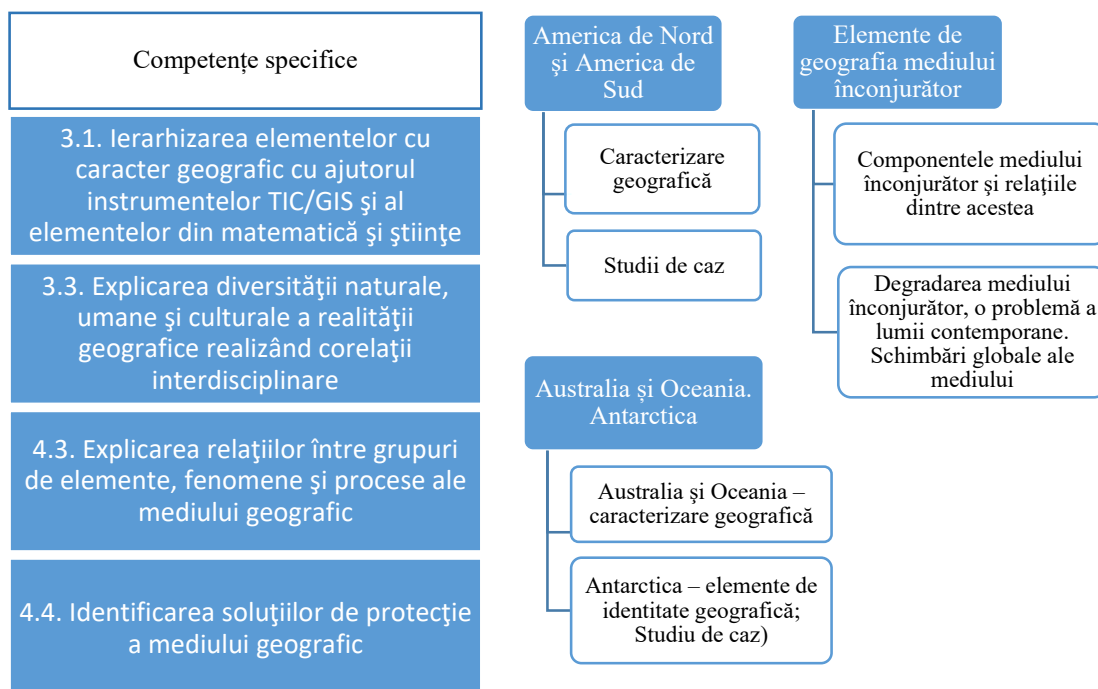 Competențe specifice
3.1. Ierarhizarea elementelor cu
caracter geografic cu ajutorul
instrumentelor TIC/GIS şi al
elementelor din matematică şi ştiinţe
3.3. Explicarea diversităţii naturale,
umane şi culturale a realităţii
geografice realizând corelaţii
interdisciplinare
4.3. Explicarea relaţiilor între grupuri
de elemente, fenomene şi procese ale
mediului geografic
4.4. Identificarea soluţiilor de protecţie
a mediului geografic
America de Nord
şi America de
Sud
Caracterizare
geografică
Studii de caz
Australia și Oceania.
Antarctica
Australia şi Oceania –
caracterizare geografică
Antarctica – elemente de
identitate geografică;
Studiu de caz)
Elemente de
geografia mediului
înconjurător
Componentele mediului
înconjurător şi relaţiile
dintre acestea
Degradarea mediului
înconjurător, o problemă a
lumii contemporane.
Schimbări globale ale
mediului